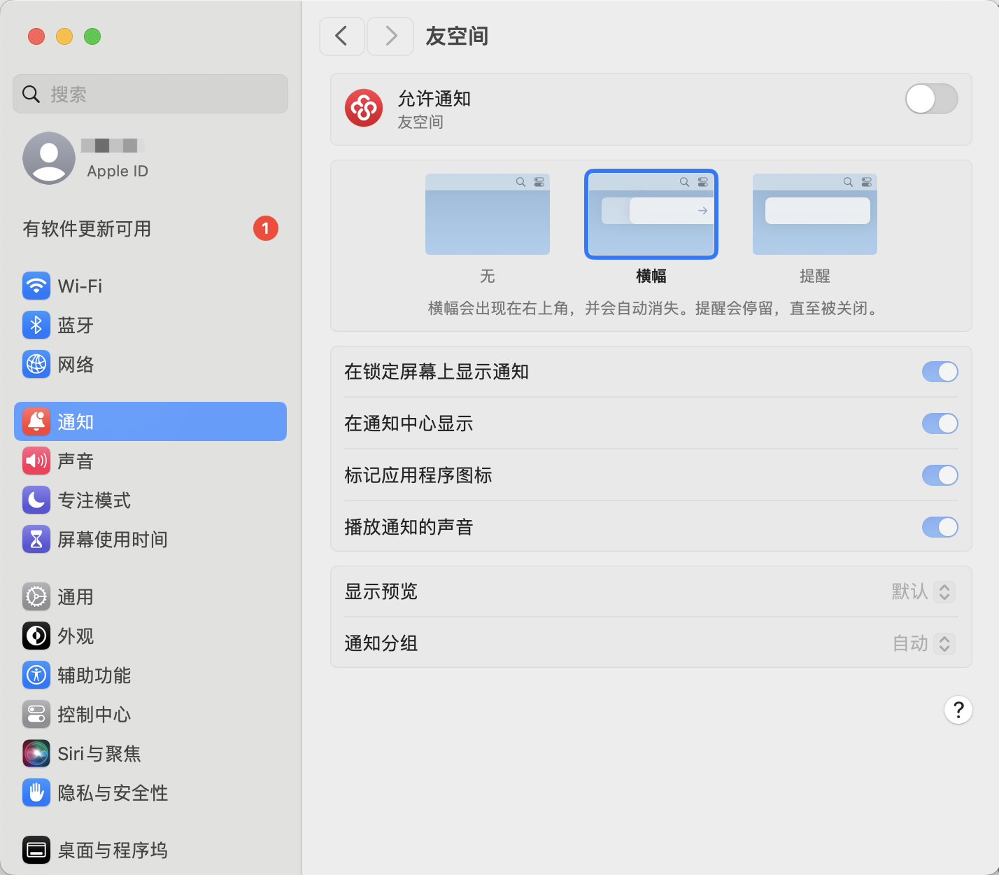 友空间
搜索
Apple ID
有软件更新可用
1
Wi-Fi
蓝牙
网络
通知
声音
专注模式
屏幕使用时间
通用
外观
辅助功能
控制中心
Siri与聚焦
隐私与安全性
桌面与程序坞
允许通知
友空间
无
横幅
提醒
横幅会出现在右上角，并会自动消失。提醒会停留，直至被关闭。
在锁定屏幕上显示通知
在通知中心显示
标记应用程序图标
播放通知的声音
显示预览 默认
通知分组 自动
?